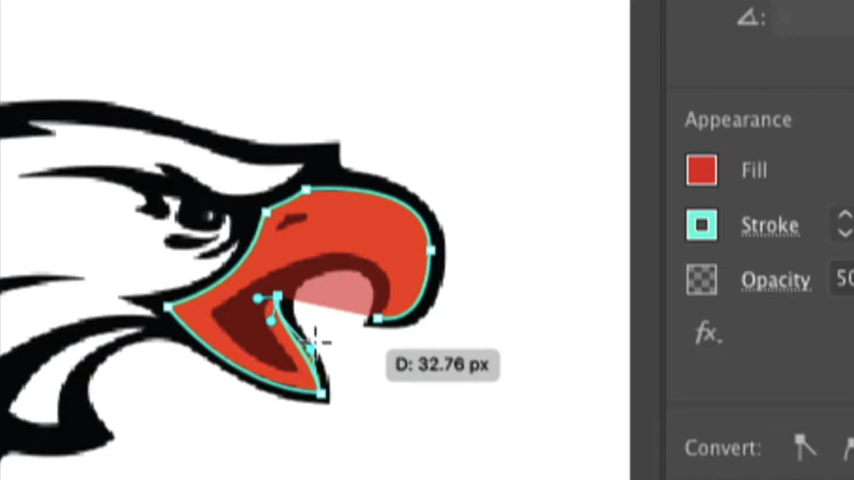 Appearance
Fill
Stroke
Opacity
50
fx.
D: 32.76 px
Convert: